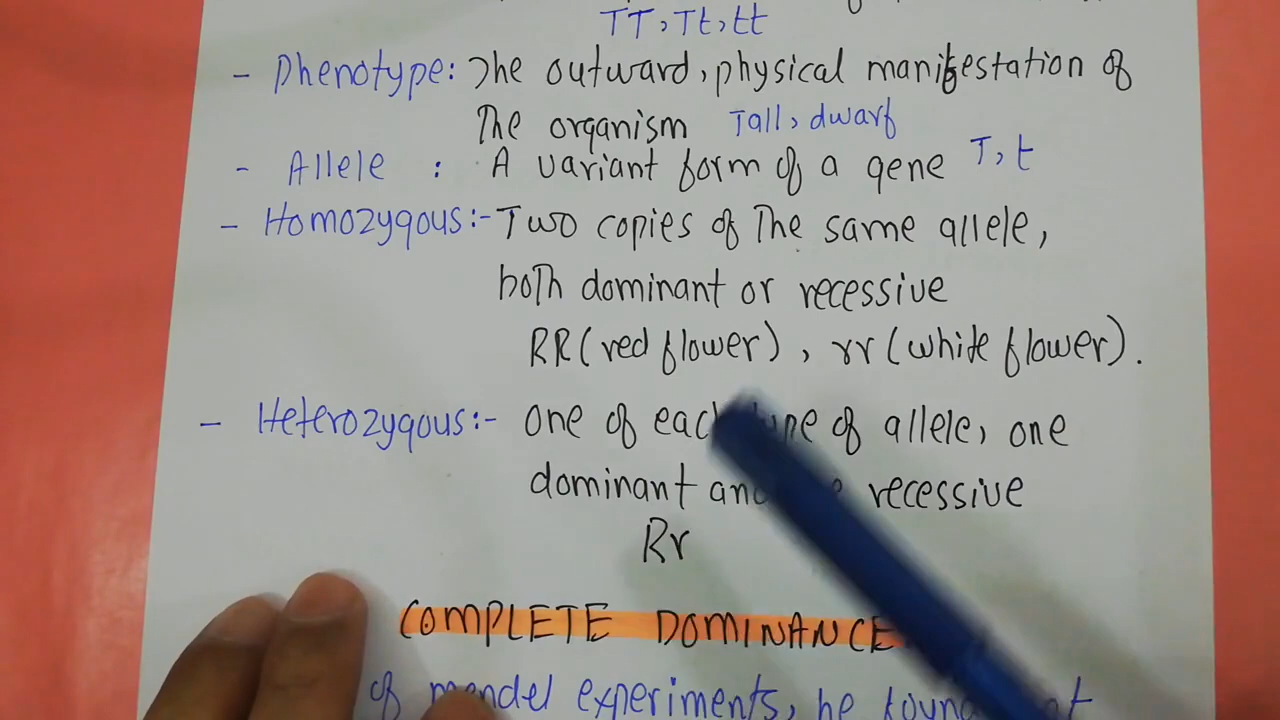 TT, Tt, tt
- Phenotype: The outward, physical manifestation of
The organism Tall, dwarf
- Allele : A variant form of a gene T, t
- Homozygous:- Two copies of The same allele,
both dominant or recessive
RR (red flower), rr (white flower).
- Heterozygous:- One of each of allele, one
dominant recessive
Rr
COMPLETE DOMINANCE
of mendel experiments, he